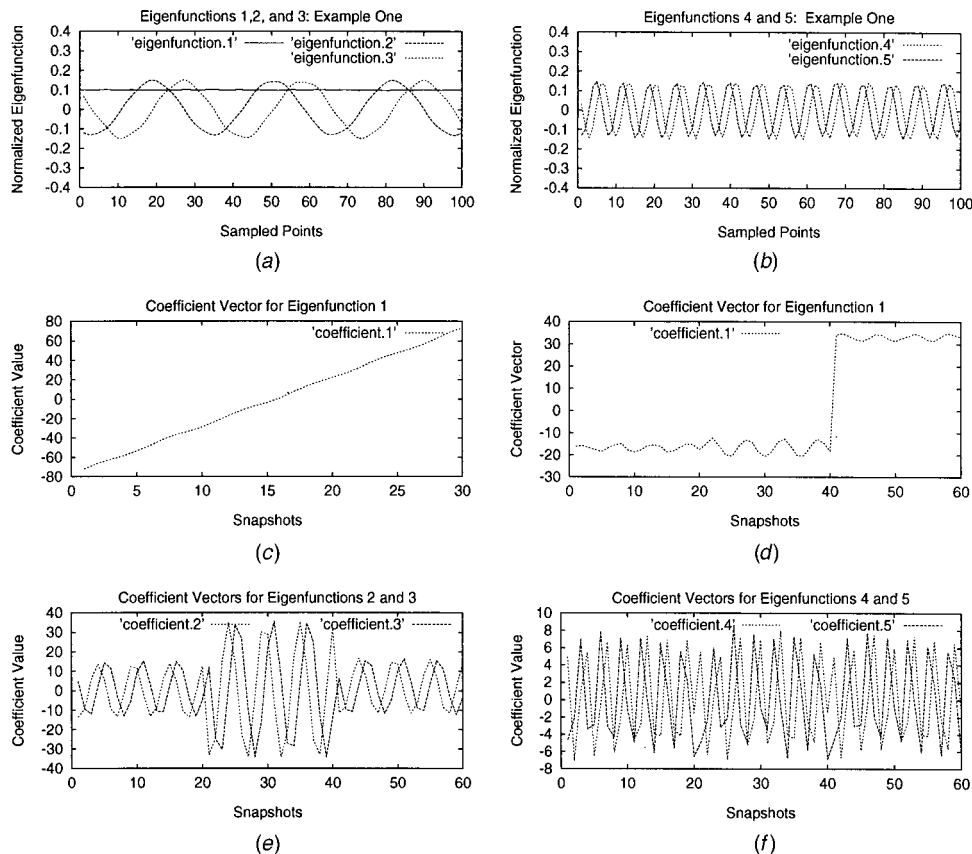 Eigenfunctions 1,2, and 3: Example One
Normalized Eigenfunction
0.4
0.3
0.2
0.1
0
-0.1
-0.2
-0.3
-0.4
'eigenfunction.1'
'eigenfunction.2'
'eigenfunction.3'
0 10 20 30 40 50 60 70 80 90 100
Sampled Points
(a)
Eigenfunctions 4 and 5: Example One
Normalized Eigenfunction
0.4
0.3
0.2
0.1
0
-0.1
-0.2
-0.3
-0.4
'eigenfunction.4'
'eigenfunction.5'
0 10 20 30 40 50 60 70 80 90 100
Sampled Points
(b)
Coefficient Vector for Eigenfunction 1
Coefficient Value
80
60
40
20
0
-20
-40
-60
-80
'coefficient.1'
0 5 10 15 20 25 30
Snapshots
(c)
Coefficient Vector for Eigenfunction 1
Coefficient Vector
40
30
20
10
0
-10
-20
-30
'coefficient.1'
0 10 20 30 40 50 60
Snapshots
(d)
Coefficient Vectors for Eigenfunctions 2 and 3
Coefficient Value
40
30
20
10
0
-10
-20
-30
-40
'coefficient.2'
'coefficient.3'
0 10 20 30 40 50 60
Snapshots
(e)
Coefficient Vectors for Eigenfunctions 4 and 5
Coefficient Value
10
8
6
4
2
0
-2
-4
-6
-8
'coefficient.4'
'coefficient.5'
0 10 20 30 40 50 60
Snapshots
(f)